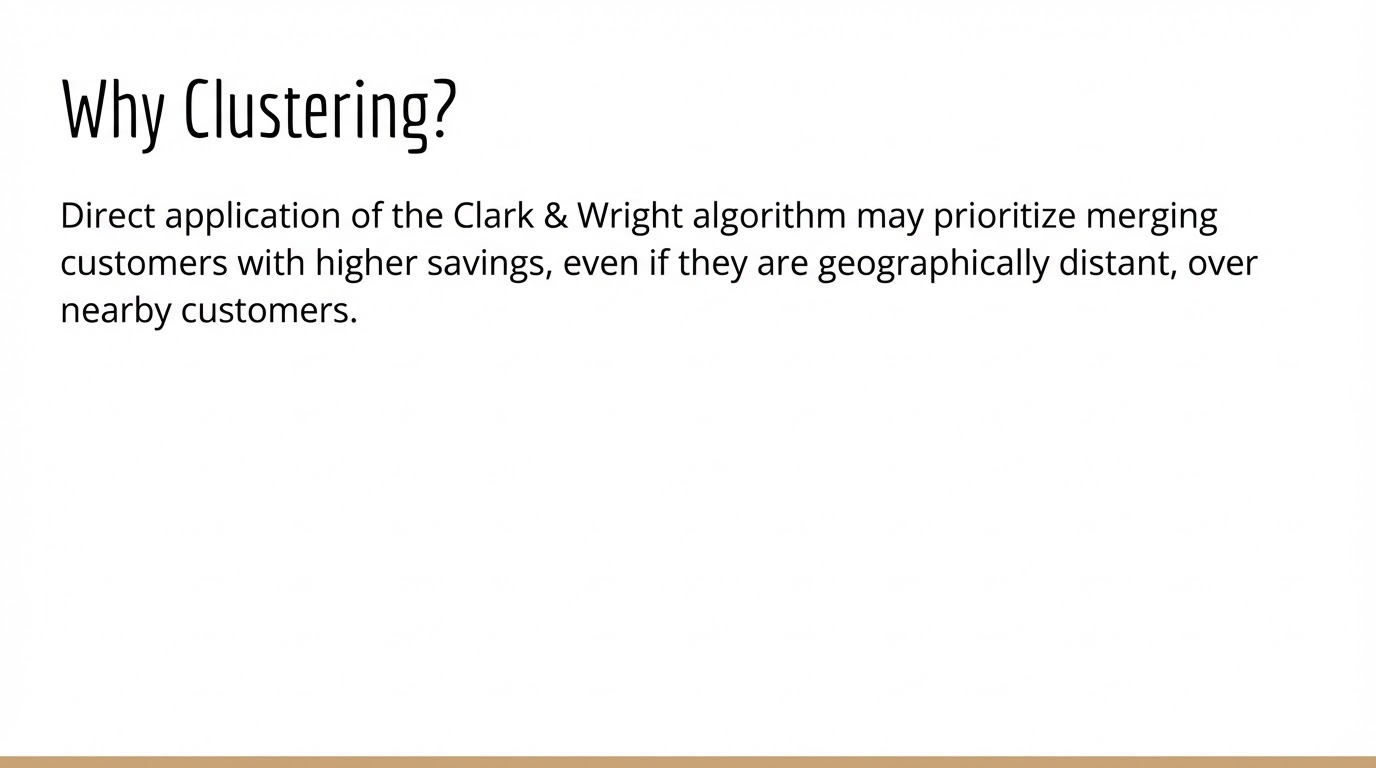 Why Clustering?
Direct application of the Clark & Wright algorithm may prioritize merging
customers with higher savings, even if they are geographically distant, over
nearby customers.